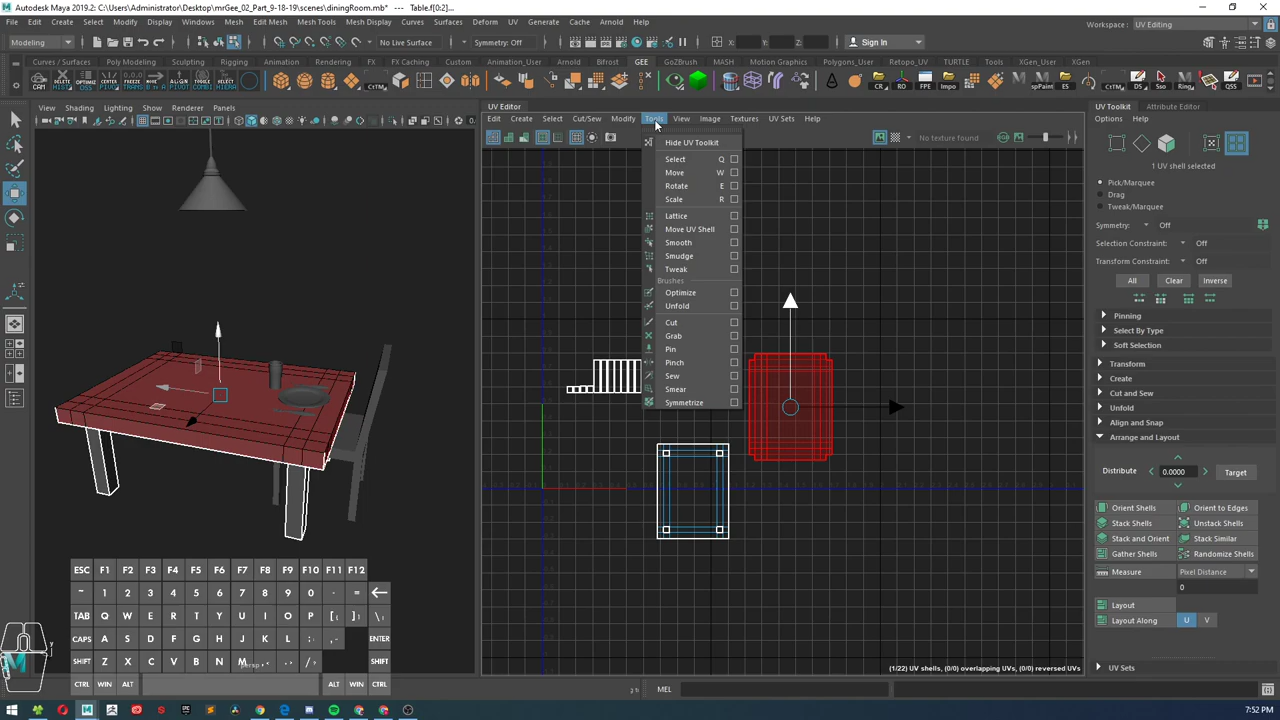 Autodesk Maya 2019.2: C:\Users\Administrator\Desktop\mrGee_02_Part_9-18-19\scenes\diningRoom.mb* --- Table.f[0:2]...
File Edit Create Select Modify Display Windows Mesh Edit Mesh Mesh Tools Mesh Display Curves Surfaces Deform UV Generate Cache Arnold Help
Workspace : UV Editing
Modeling No Live Surface Symmetry: Off X: Y: Z: Sign In
Curves / Surfaces Poly Modeling Sculpting Rigging Animation Rendering FX FX Caching Custom Animation_User Arnold Bifrost GEE GoZBrush MASH Motion Graphics Polygons_User Retopo_UV TURTLE Tools XGen_User XGen
View Shading Lighting Show Renderer Panels
UV Editor
UV Toolkit Attribute Editor
Edit Create Select Cut/Sew Modify Tools View Image Textures UV Sets Help
Options Help
No texture found
Hide UV Toolkit
Select Q
Move W
Rotate E
Scale R
Lattice
Move UV Shell
Smooth
Smudge
Tweak
Brushes
Optimize
Unfold
Cut
Grab
Pin
Pinch
Sew
Smear
Symmetrize
1 UV shell selected
Pick/Marquee
Drag
Tweak/Marquee
Symmetry: Off
Selection Constraint: Off
Transform Constraint: Off
All Clear Inverse
Pinning
Select By Type
Soft Selection
Transform
Create
Cut and Sew
Unfold
Align and Snap
Arrange and Layout
Distribute 0.0000 Target
Orient Shells Orient to Edges
Stack Shells Unstack Shells
Stack and Orient Stack Similar
Gather Shells Randomize Shells
Measure Pixel Distance
0
Layout
Layout Along U V
UV Sets
(1/22) UV shells, (0/0) overlapping UVs, (0/0) reversed UVs
ESC F1 F2 F3 F4 F5 F6 F7 F8 F9 F10 F11 F12
~ 1 2 3 4 5 6 7 8 9 0 - =
TAB Q W E R T Y U I O P [ ] \
CAPS A S D F G H J K L ; , ENTER
SHIFT Z X C V B N M , . / SHIFT
CTRL WIN ALT ALT WIN CTRL
persp
MEL
7:52 PM